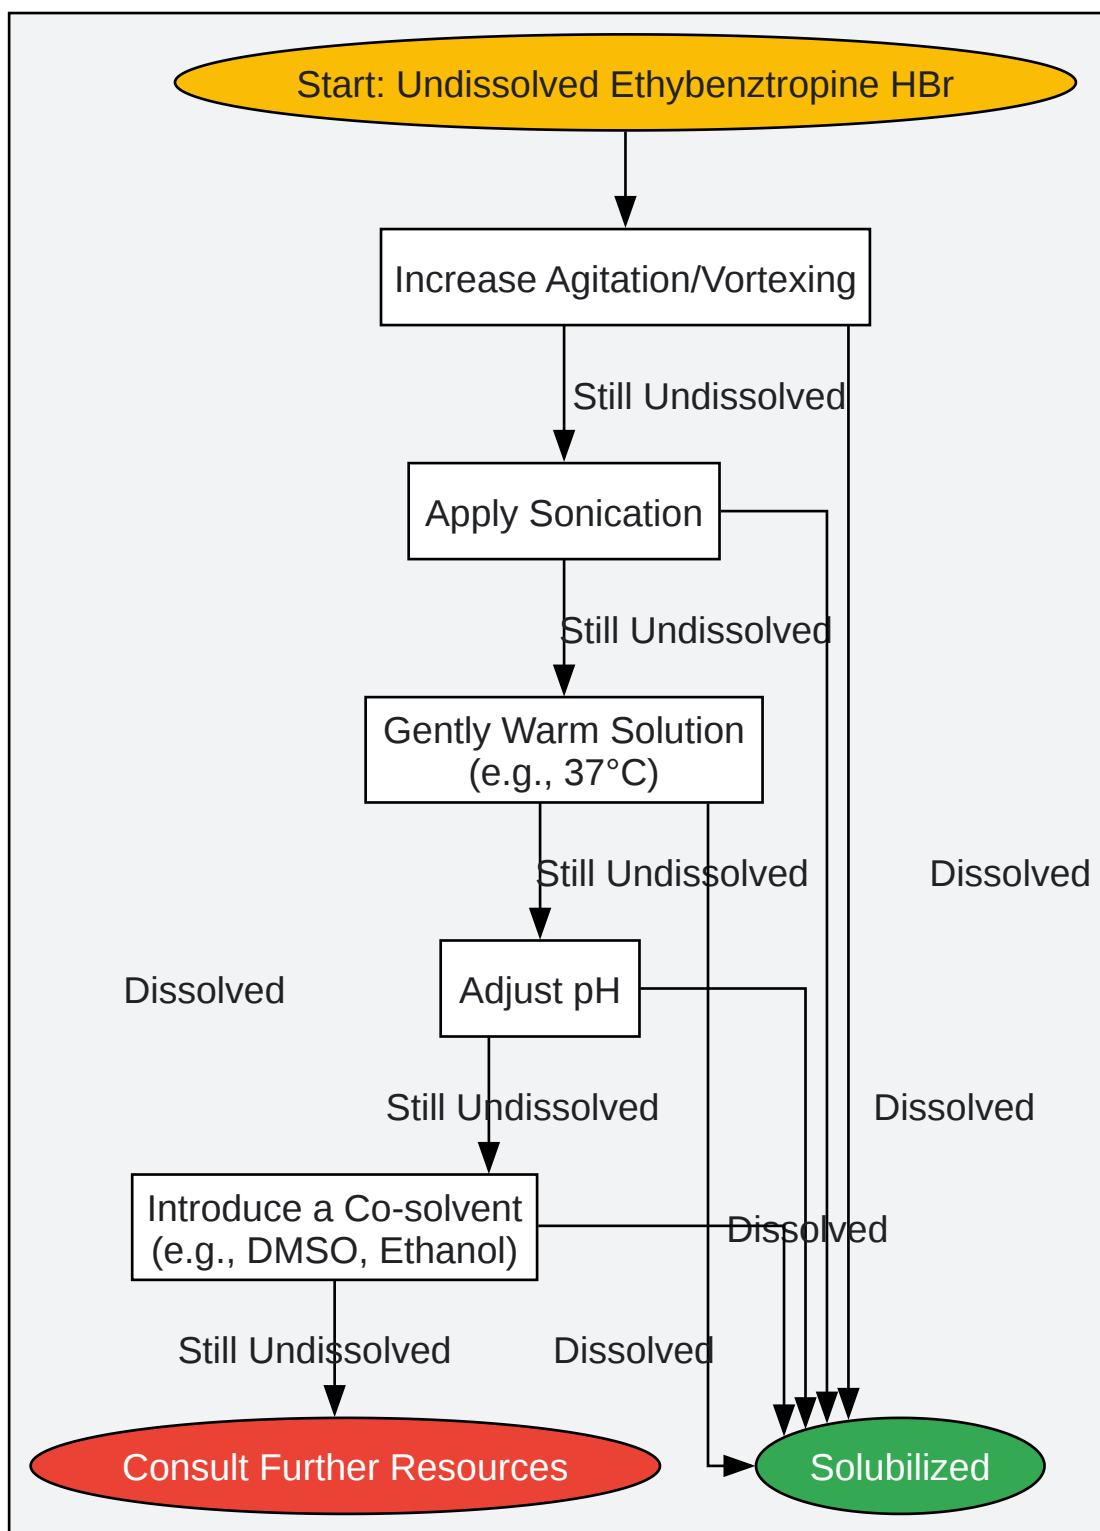 Start: Undissolved Ethybenztropine HBr
Increase Agitation/Vortexing
Still Undissolved
Apply Sonication
Still Undissolved
Gently Warm Solution
(e.g., 37°C)
Still Undissolved
Dissolved
Adjust pH
Dissolved
Still Undissolved
Dissolved
Introduce a Co-solvent
(e.g., DMSO, Ethanol)
Dissolved
Still Undissolved
Dissolved
Consult Further Resources
Solubilized